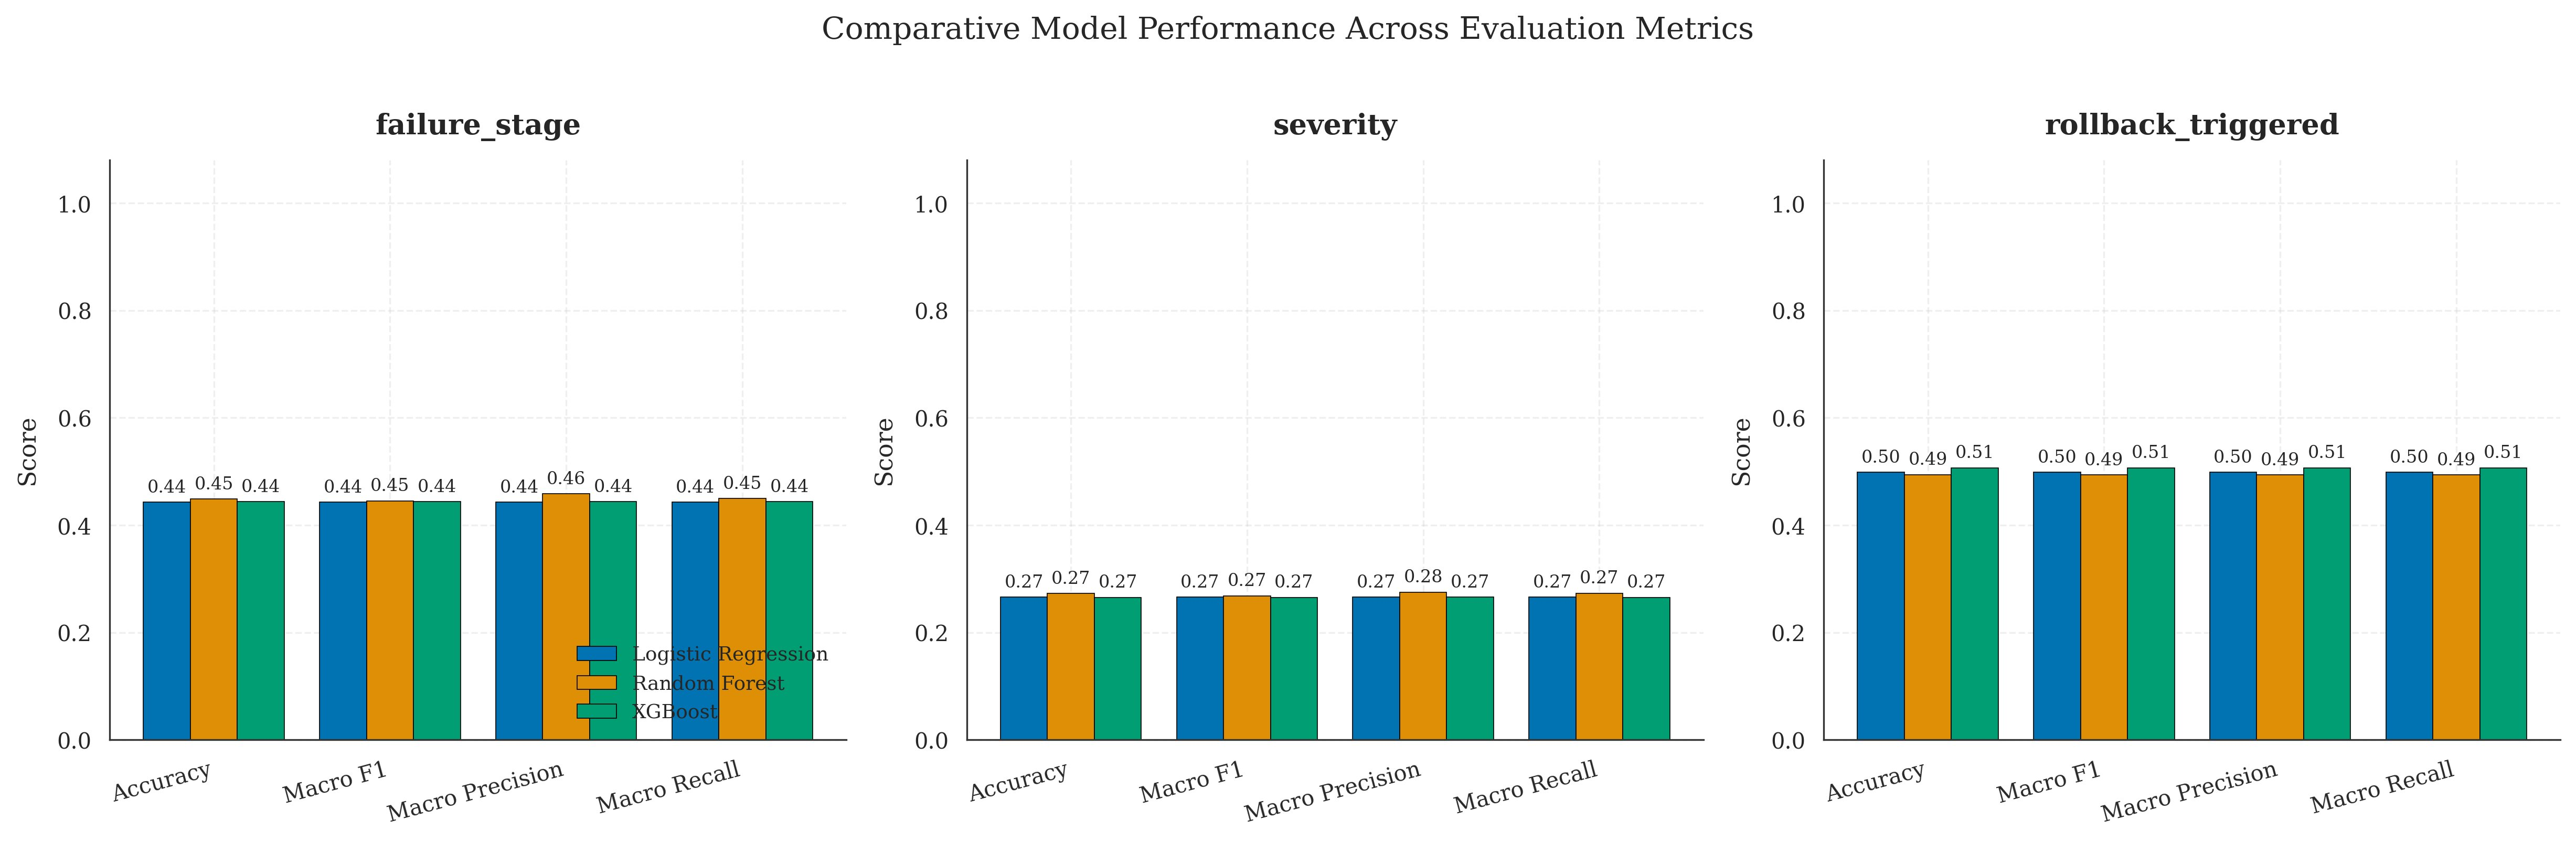 Comparative Model Performance Across Evaluation Metrics
failure_stage
Score
1.0
0.8
0.6
0.4
0.2
0.0
0.44 0.45 0.44 0.44 0.45 0.44 0.44 0.46 0.44 0.44 0.45 0.44
Logistic Regression
Random Forest
XGBoost
Accuracy Macro F1 Macro Precision Macro Recall
severity
Score
1.0
0.8
0.6
0.4
0.2
0.0
0.27 0.27 0.27 0.27 0.27 0.27 0.27 0.28 0.27 0.27 0.27 0.27
Accuracy Macro F1 Macro Precision Macro Recall
rollback_triggered
Score
1.0
0.8
0.6
0.4
0.2
0.0
0.50 0.49 0.51 0.50 0.49 0.51 0.50 0.49 0.51 0.50 0.49 0.51
Accuracy Macro F1 Macro Precision Macro Recall